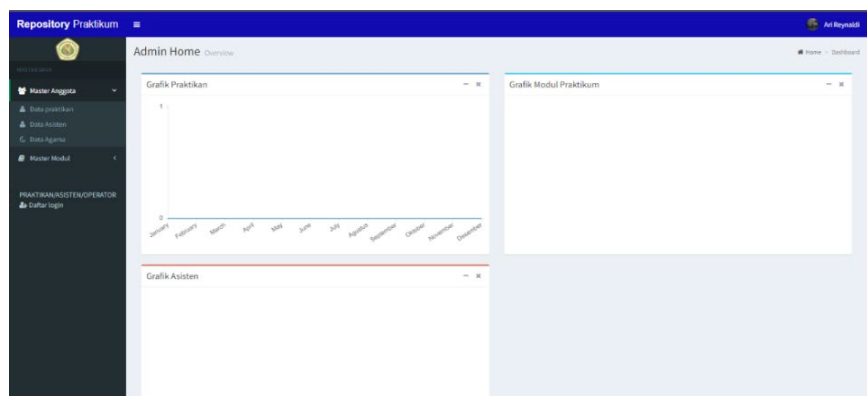 Repository Praktikum
Ari Reynaldi
Admin Home Overview
Home > Dashboard
Master Anggota
Data praktikan
Data Asisten
Data Agama
Master Modul
PRAKTIKAN/ASISTEN/OPERATOR
Daftar login
Grafik Praktikan
1
0
January February March April May June July Agustus September Oktober November Desember
Grafik Modul Praktikum
Grafik Asisten